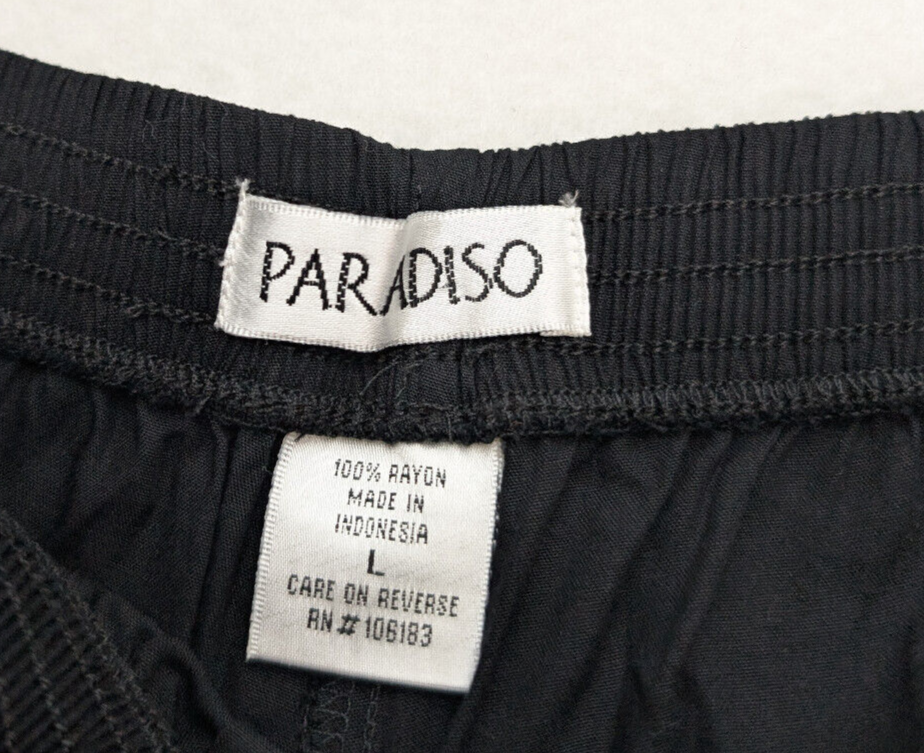 PARADISO
100% RAYON
MADE IN
INDONESIA
L
CARE ON REVERSE
RN #106183